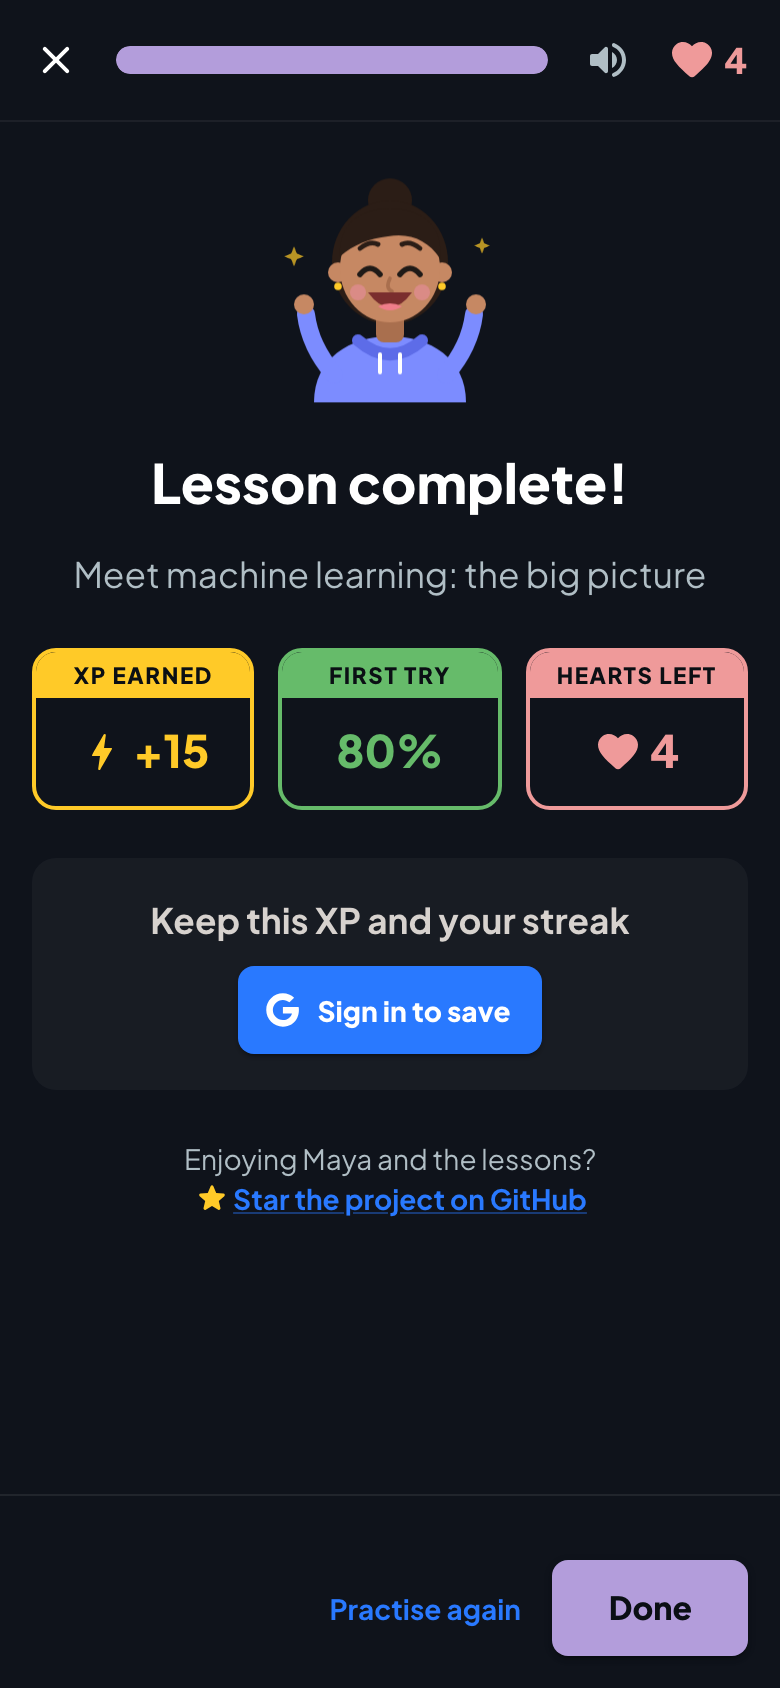 4
Lesson complete!
Meet machine learning: the big picture
XP EARNED
+15
FIRST TRY
80%
HEARTS LEFT
4
Keep this XP and your streak
Sign in to save
Enjoying Maya and the lessons?
Star the project on GitHub
Practise again
Done